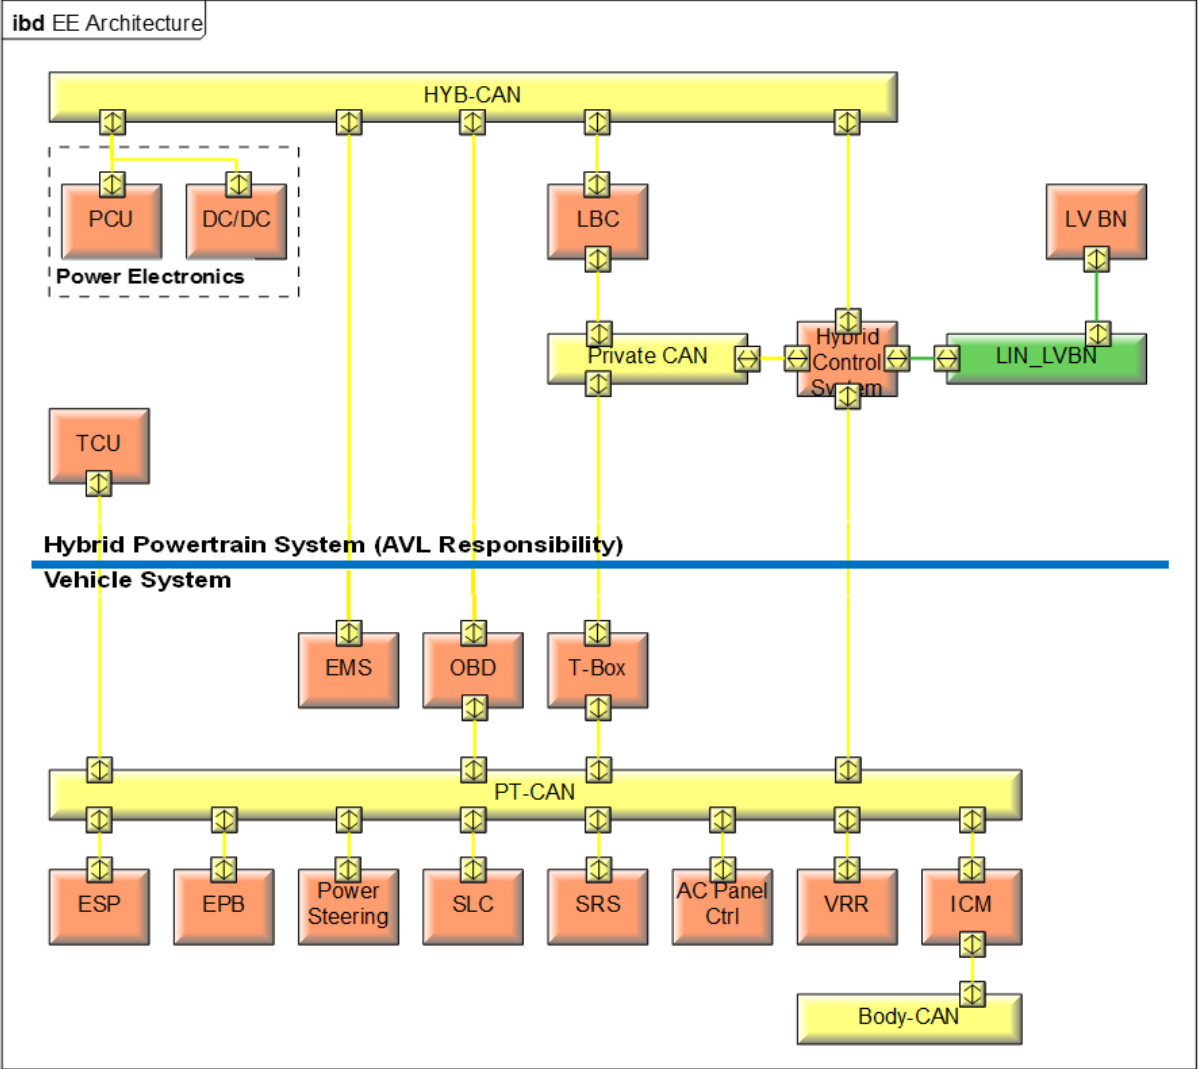 ibd EE Architecture
HYB-CAN
PCU
DC/DC
LBC
LV BN
Power Electronics
Private CAN
Hybrid
Control
System
LIN_LVBN
TCU
Hybrid Powertrain System (AVL Responsibility)
Vehicle System
EMS
OBD
T-Box
PT-CAN
ESP
EPB
Power
Steering
SLC
SRS
AC Panel
Ctrl
VRR
ICM
Body-CAN